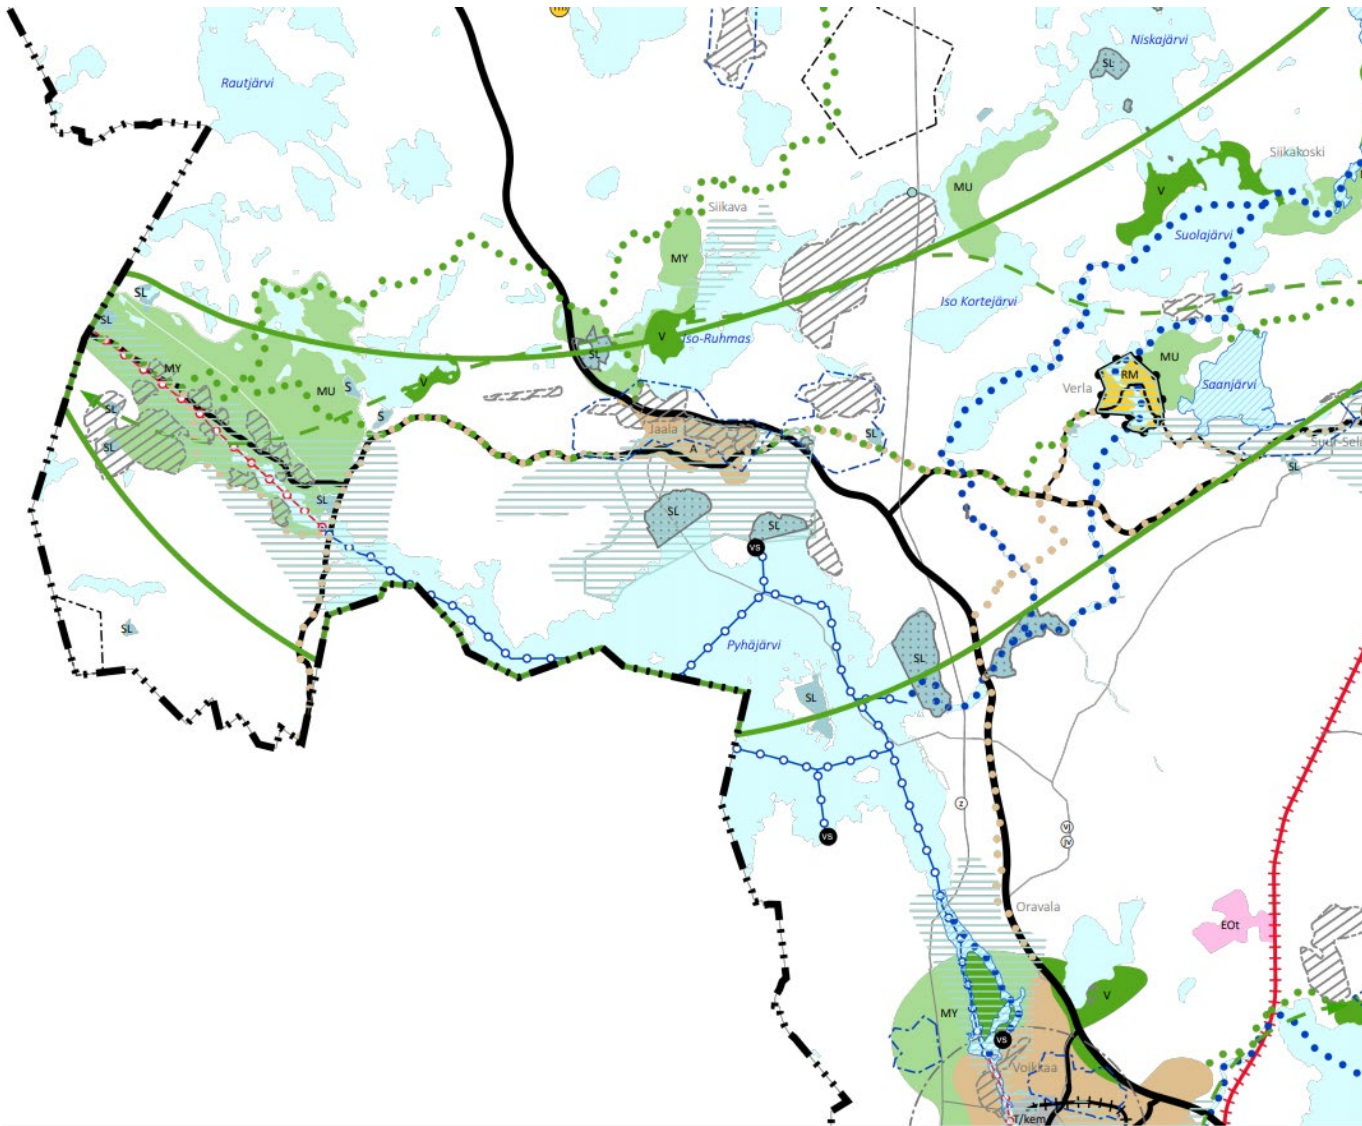 Niskajärvi
SL
Rautjärvi
Siikakoski
MU
V
Siikava
Suolajärvi
MY
SL
Iso Kortejärvi
SL
V
Iso-Ruhmas
SL
MU
MY
RM
V
S
MU
Verla
Saanjärvi
SL
S
Jaala
SL
A
SL
SL
SL
SL
SL
VS
SL
Pyhäjärvi
SL
SL
VS
z
vj
jv
Oravala
EOt
V
MY
VS
Voikkaa
T/kem